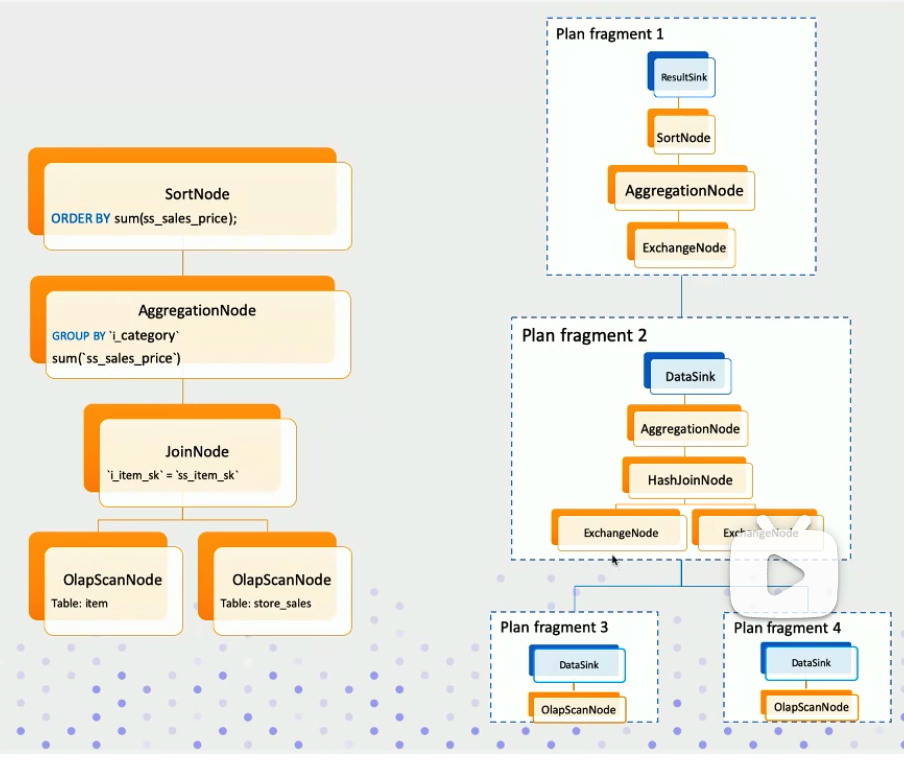 SortNode
ORDER BY sum(ss_sales_price);
AggregationNode
GROUP BY `i_category`
sum(`ss_sales_price`)
JoinNode
`i_item_sk` = `ss_item_sk`
OlapScanNode
Table: item
OlapScanNode
Table: store_sales
Plan fragment 1
ResultSink
SortNode
AggregationNode
ExchangeNode
Plan fragment 2
DataSink
AggregationNode
HashJoinNode
ExchangeNode
ExchangeNode
Plan fragment 3
DataSink
OlapScanNode
Plan fragment 4
DataSink
OlapScanNode